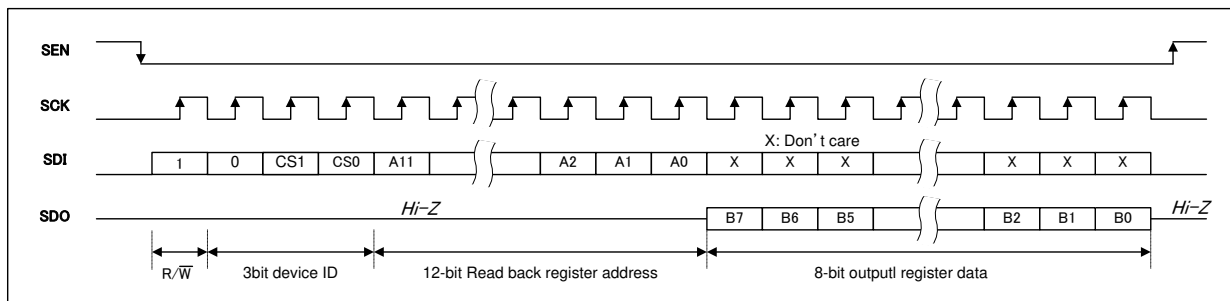 SEN
SCK
X: Don't care
SDI 1 0 CS1 CS0 A11 A2 A1 A0 X X X X X X
SDO Hi-Z B7 B6 B5 B2 B1 B0 Hi-Z
R/W̅ 3bit device ID 12-bit Read back register address 8-bit outputl register data